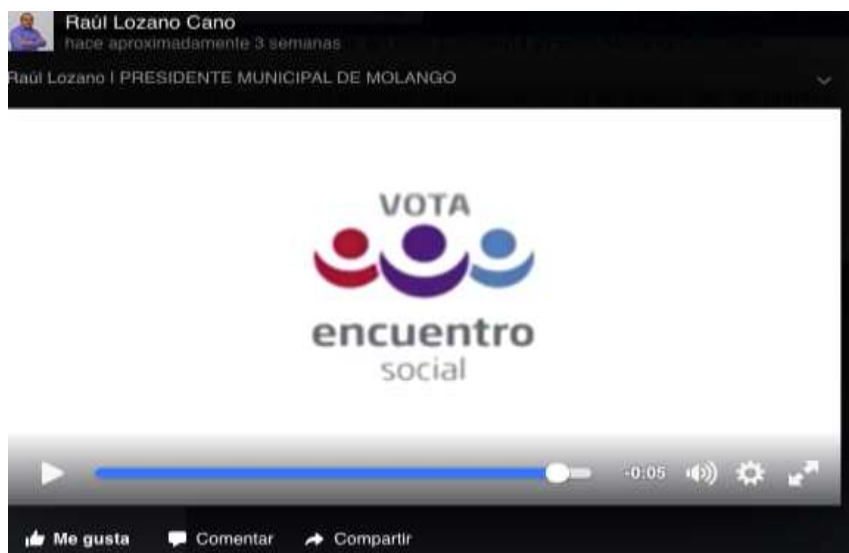 Raúl Lozano Cano
hace aproximadamente 3 semanas
Raúl Lozano I PRESIDENTE MUNICIPAL DE MOLANGO
VOTA
encuentro
social
-0:05
Me gusta Comentar Compartir